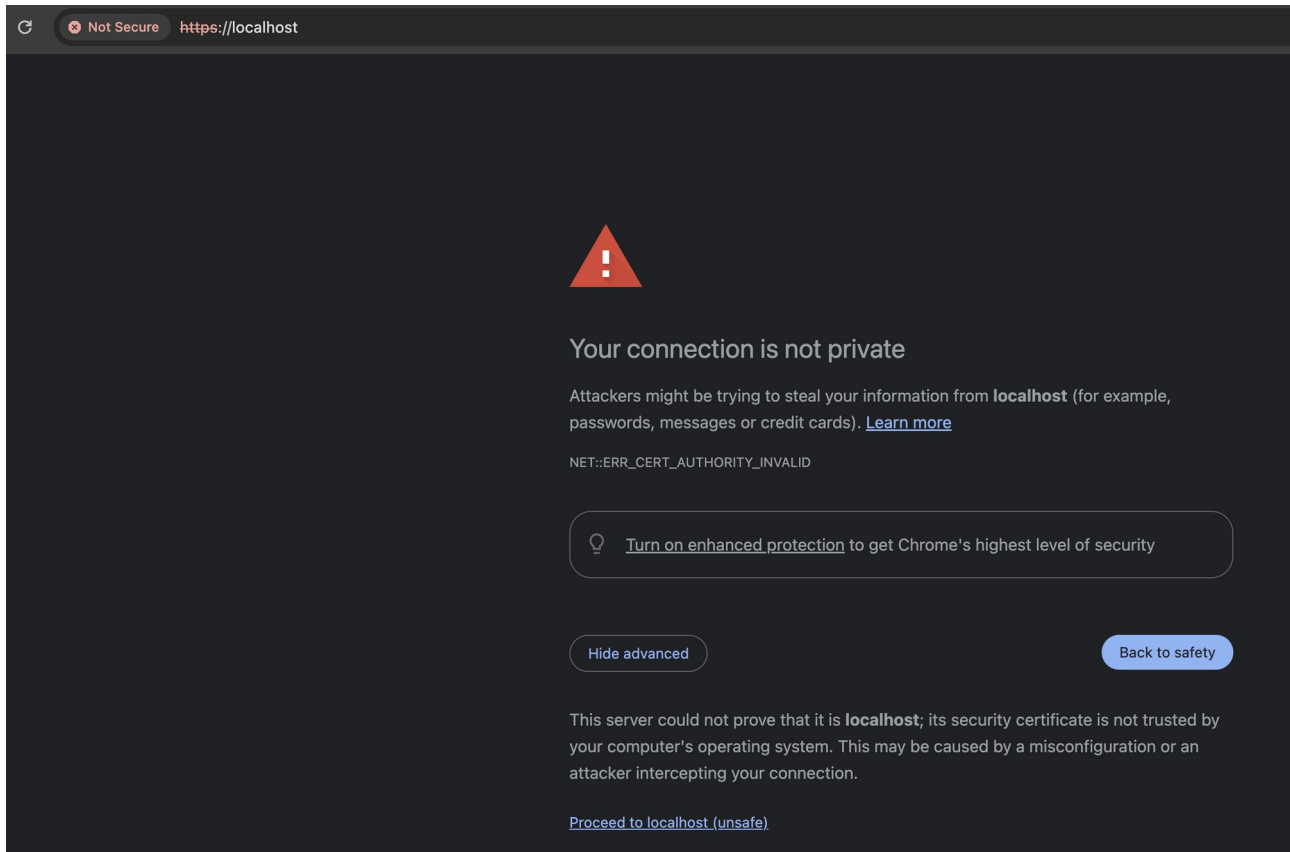 Not Secure https://localhost
Your connection is not private
Attackers might be trying to steal your information from localhost (for example,
passwords, messages or credit cards). Learn more
NET::ERR_CERT_AUTHORITY_INVALID
Turn on enhanced protection to get Chrome's highest level of security
Hide advanced Back to safety
This server could not prove that it is localhost; its security certificate is not trusted by
your computer's operating system. This may be caused by a misconfiguration or an
attacker intercepting your connection.
Proceed to localhost (unsafe)